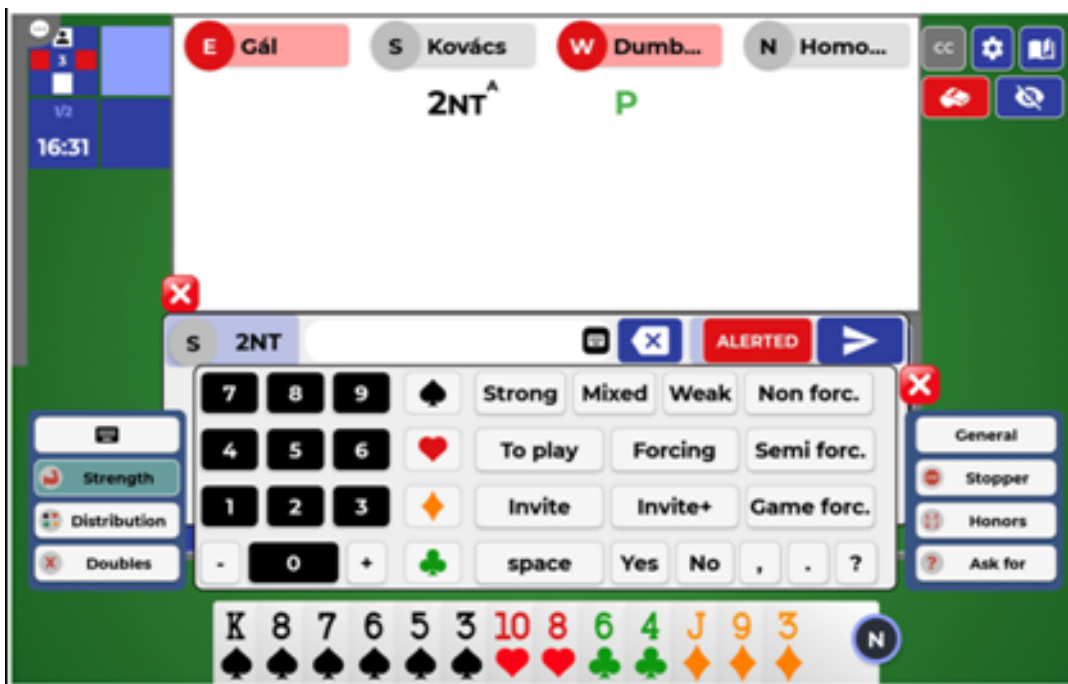 E Gál S Kovács W Dumb... N Homo... CC
3
1/2
16:31
2NT A P
S 2NT ALERTED
7 8 9 Strong Mixed Weak Non forc.
4 5 6 To play Forcing Semi forc.
1 2 3 Invite Invite+ Game forc.
- 0 + space Yes No , . ?
Strength
Distribution
Doubles
General
Stopper
Honors
Ask for
K 8 7 6 5 3 10 8 6 4 J 9 3 N